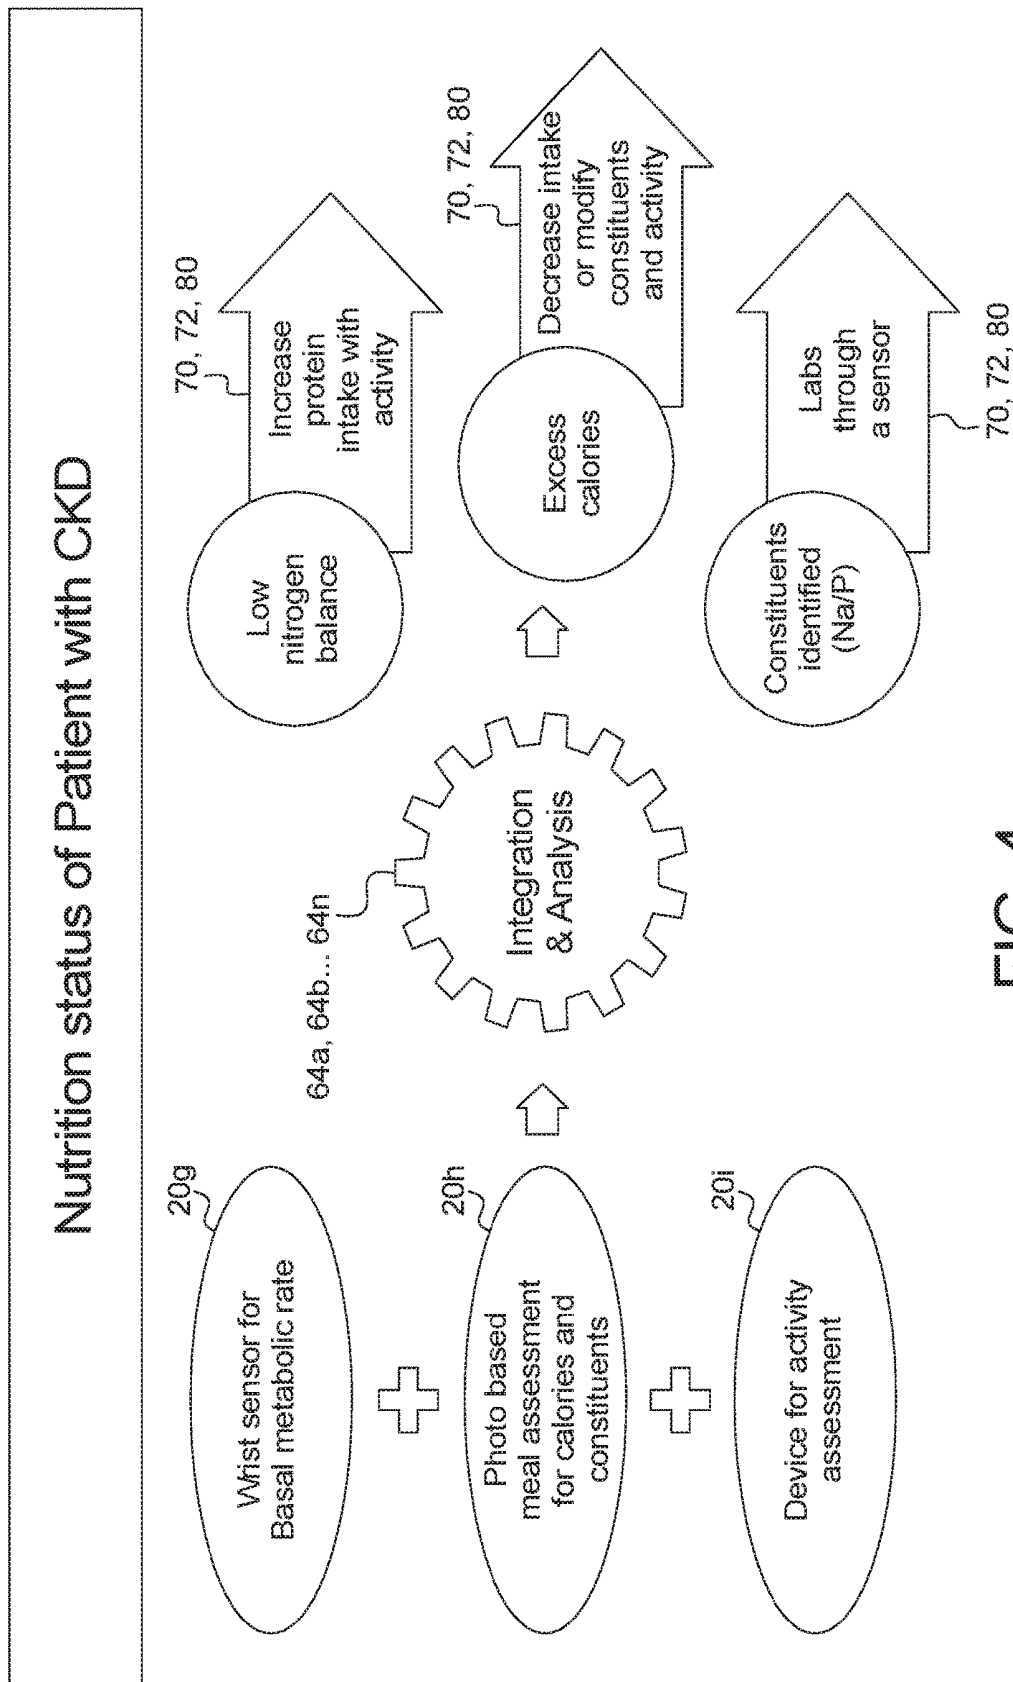 Nutrition status of Patient with CKD
20g
Wrist sensor for
Basal metabolic rate
20h
Photo based
meal assessment
for calories and
constituents
20i
Device for activity
assessment
64a, 64b... 64n
Integration
& Analysis
Low
nitrogen
balance
70, 72, 80
Increase
protein
intake with
activity
Excess
calories
70, 72, 80
Decrease intake
or modify
constituents
and activity
Constituents
identified
(Na/P)
Labs
through
a sensor
70, 72, 80